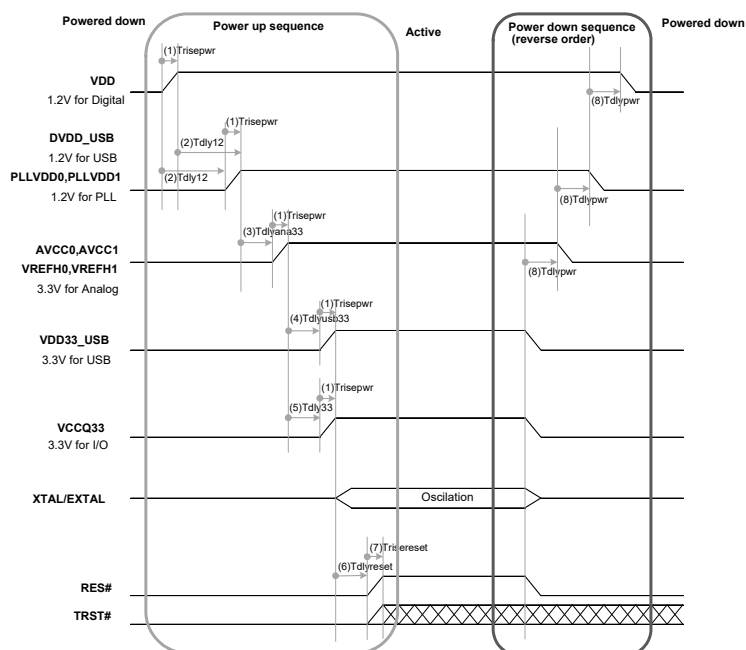 Powered down
Power up sequence
Active
Power down sequence
(reverse order)
Powered down
(1)Trisepwr
VDD
1.2V for Digital
(8)Tdlypwr
(1)Trisepwr
DVDD_USB
(2)Tdly12
1.2V for USB
PLLVDD0,PLLVDD1
(2)Tdly12
1.2V for PLL
(8)Tdlypwr
(1)Trisepwr
(3)Tdlyana33
AVCC0,AVCC1
VREFH0,VREFH1
(8)Tdlypwr
3.3V for Analog
(1)Trisepwr
(4)Tdlyusb33
VDD33_USB
3.3V for USB
(1)Trisepwr
(5)Tdly33
VCCQ33
3.3V for I/O
XTAL/EXTAL
Oscilation
(7)Trisereset
(6)Tdlyreset
RES#
TRST#